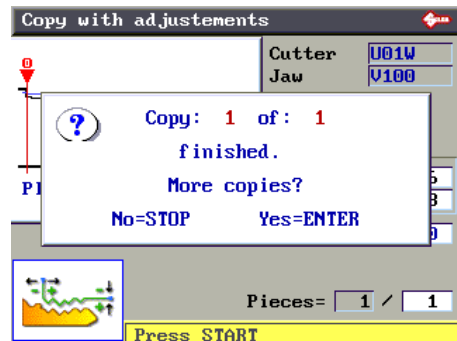 Copy with adjustements
Cutter U01W
Jaw V100
0
Copy: 1 of: 1
finished.
More copies?
No=STOP Yes=ENTER
Pieces= 1 / 1
Press START